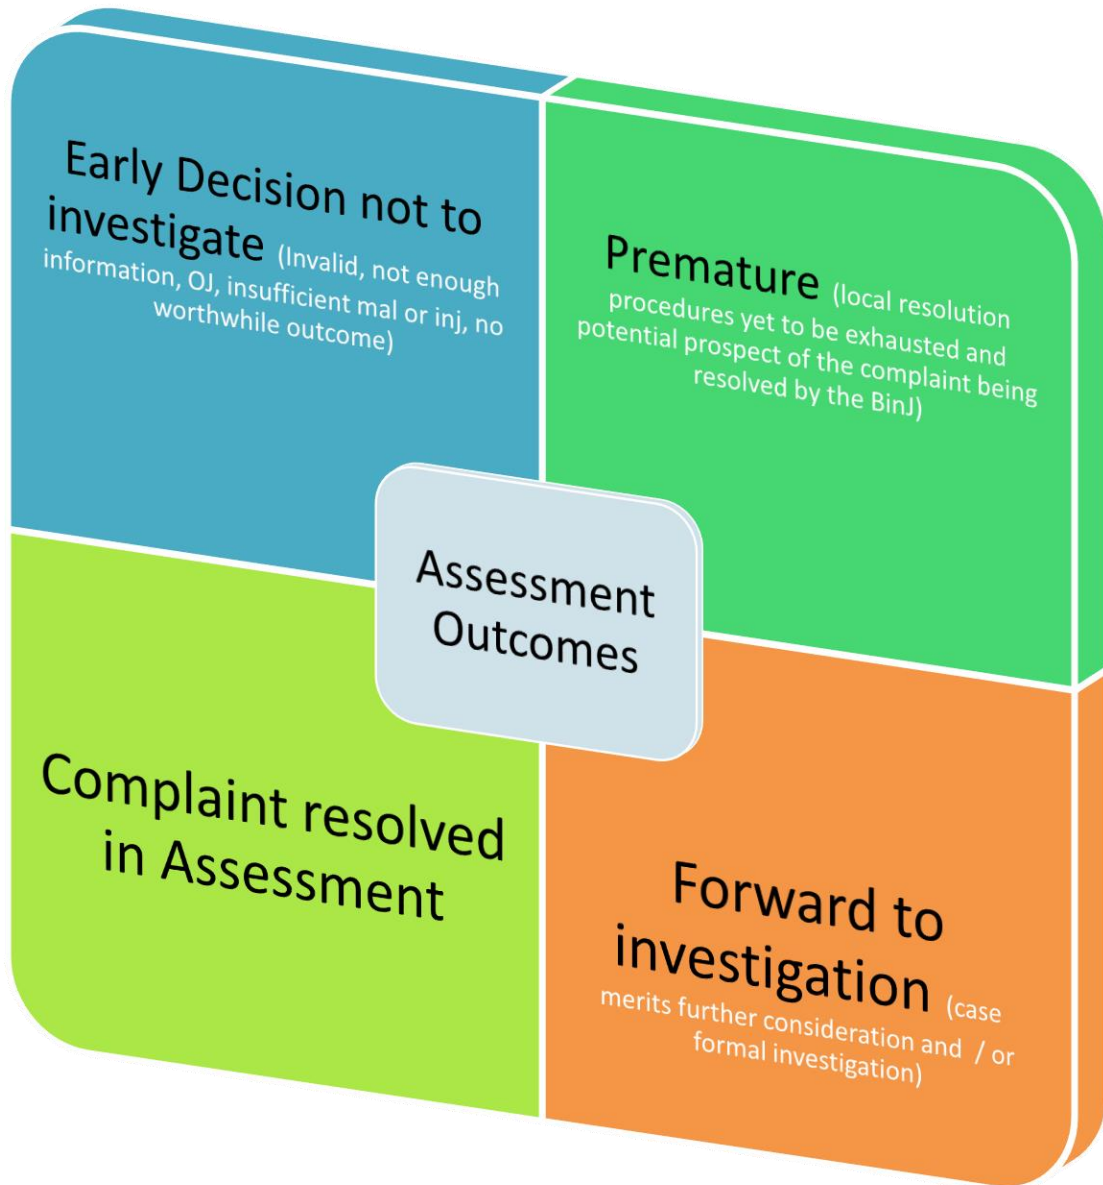 Early Decision not to
investigate (Invalid, not enough
information, OJ, insufficient mal or inj, no
worthwhile outcome)
Premature (local resolution
procedures yet to be exhausted and
potential prospect of the complaint being
resolved by the BinJ)
Assessment
Outcomes
Complaint resolved
in Assessment
Forward to
investigation (case
merits further consideration and / or
formal investigation)